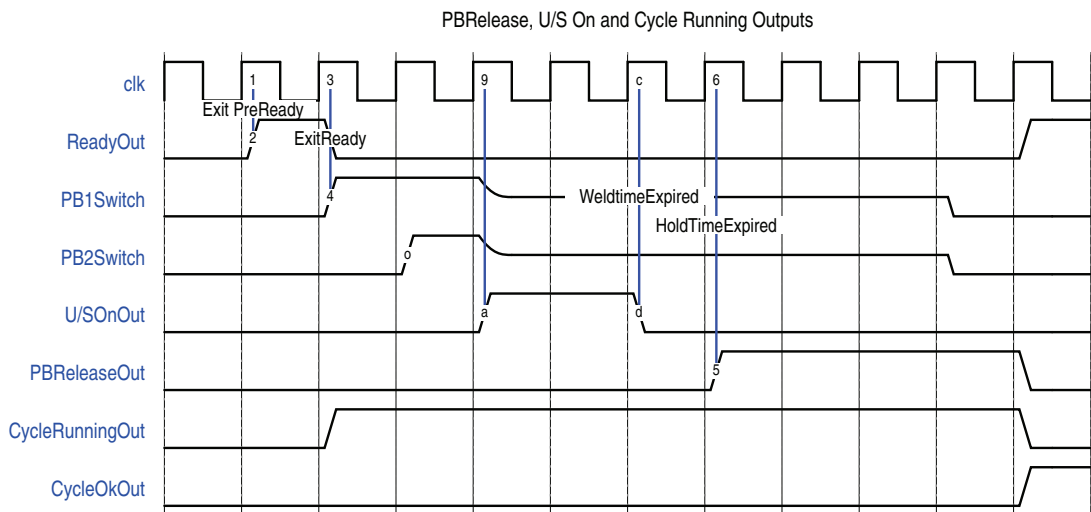 PBRelease, U/S On and Cycle Running Outputs
clk
1
3
9
c
6
Exit PreReady
ReadyOut
2
ExitReady
PB1Switch
4
WeldtimeExpired
HoldTimeExpired
PB2Switch
o
U/SOnOut
a
d
PBReleaseOut
5
CycleRunningOut
CycleOkOut